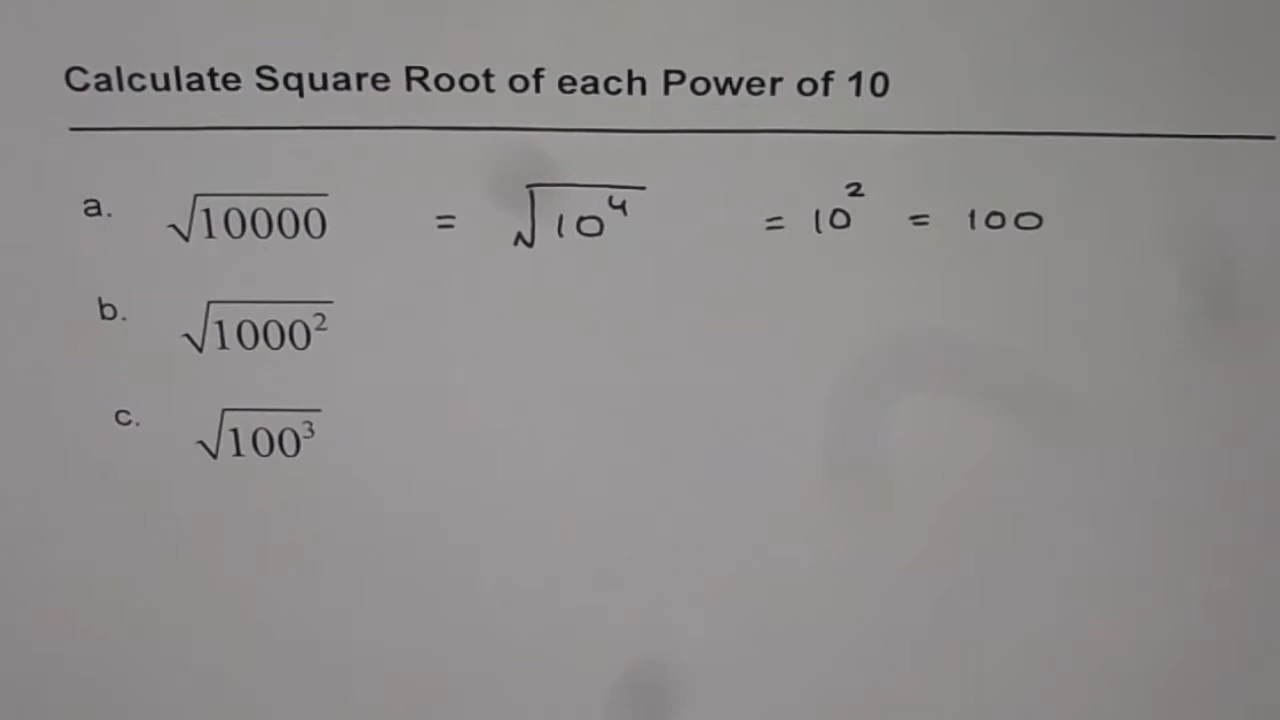 Calculate Square Root of each Power of 10
a. √10000 = √10⁴ = 10² = 100
b. √1000²
c. √100³